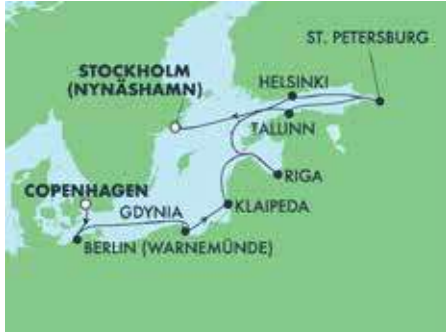 ST. PETERSBURG
STOCKHOLM
(NYNÄSHAMN)
HELSINKI
TALLINN
RIGA
COPENHAGEN
GDYNIA
KLAIPEDA
BERLIN (WARNEMÜNDE)